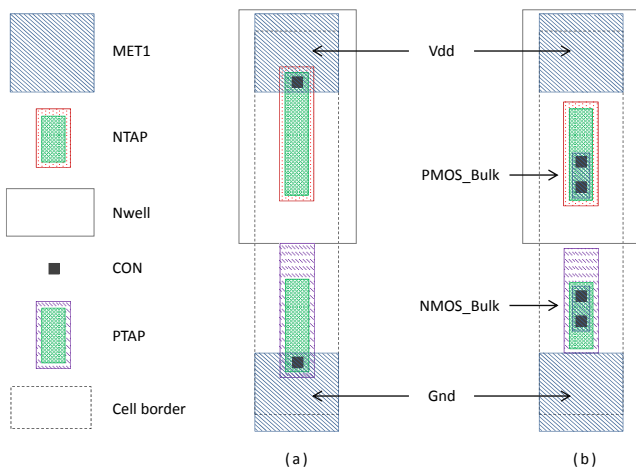 MET1
NTAP
Nwell
CON
PTAP
Cell border
Vdd
PMOS_Bulk
NMOS_Bulk
Gnd
(a)
(b)